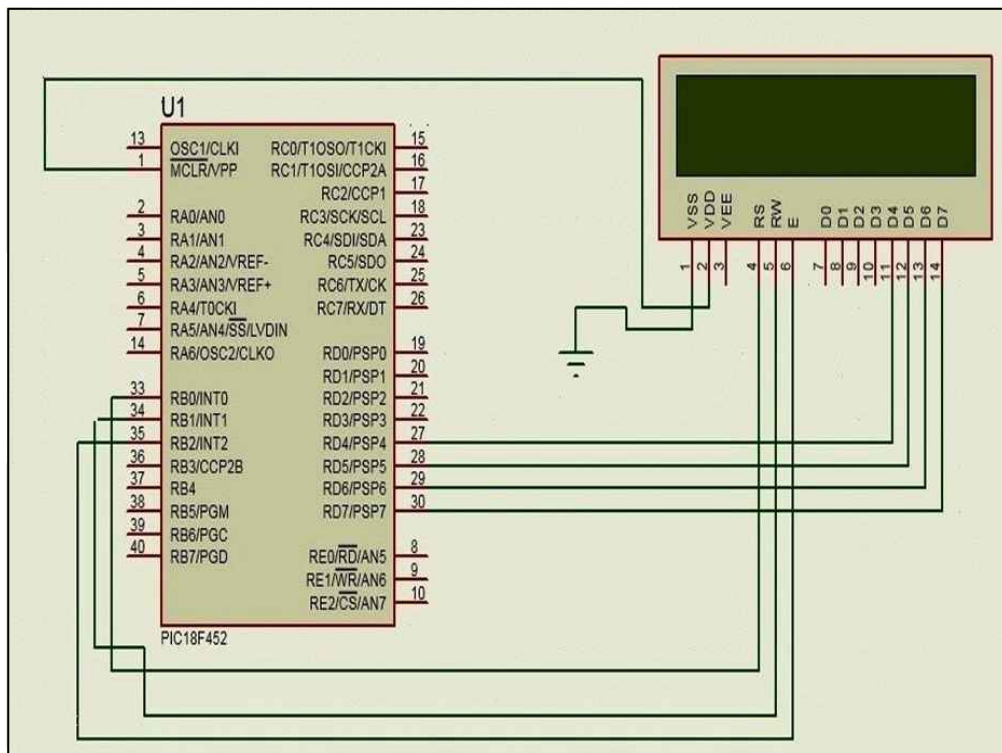 U1
13 OSC1/CLKI RC0/T1OSO/T1CKI 15
1 MCLR/VPP RC1/T1OSI/CCP2A 16
RC2/CCP1 17
2 RA0/AN0 RC3/SCK/SCL 18
3 RA1/AN1 RC4/SDI/SDA 23
4 RA2/AN2/VREF- RC5/SDO 24
5 RA3/AN3/VREF+ RC6/TX/CK 25
6 RA4/T0CKI RC7/RX/DT 26
7 RA5/AN4/SS/LVDIN
14 RA6/OSC2/CLKO RD0/PSP0 19
RD1/PSP1 20
33 RB0/INT0 RD2/PSP2 21
34 RB1/INT1 RD3/PSP3 22
35 RB2/INT2 RD4/PSP4 27
36 RB3/CCP2B RD5/PSP5 28
37 RB4 RD6/PSP6 29
38 RB5/PGM RD7/PSP7 30
39 RB6/PGC
40 RB7/PGD RE0/RD/AN5 8
RE1/WR/AN6 9
RE2/CS/AN7 10
PIC18F452
VSS VDD VEE RS RW E D0 D1 D2 D3 D4 D5 D6 D7
1 2 3 4 5 6 7 8 9 10 11 12 13 14